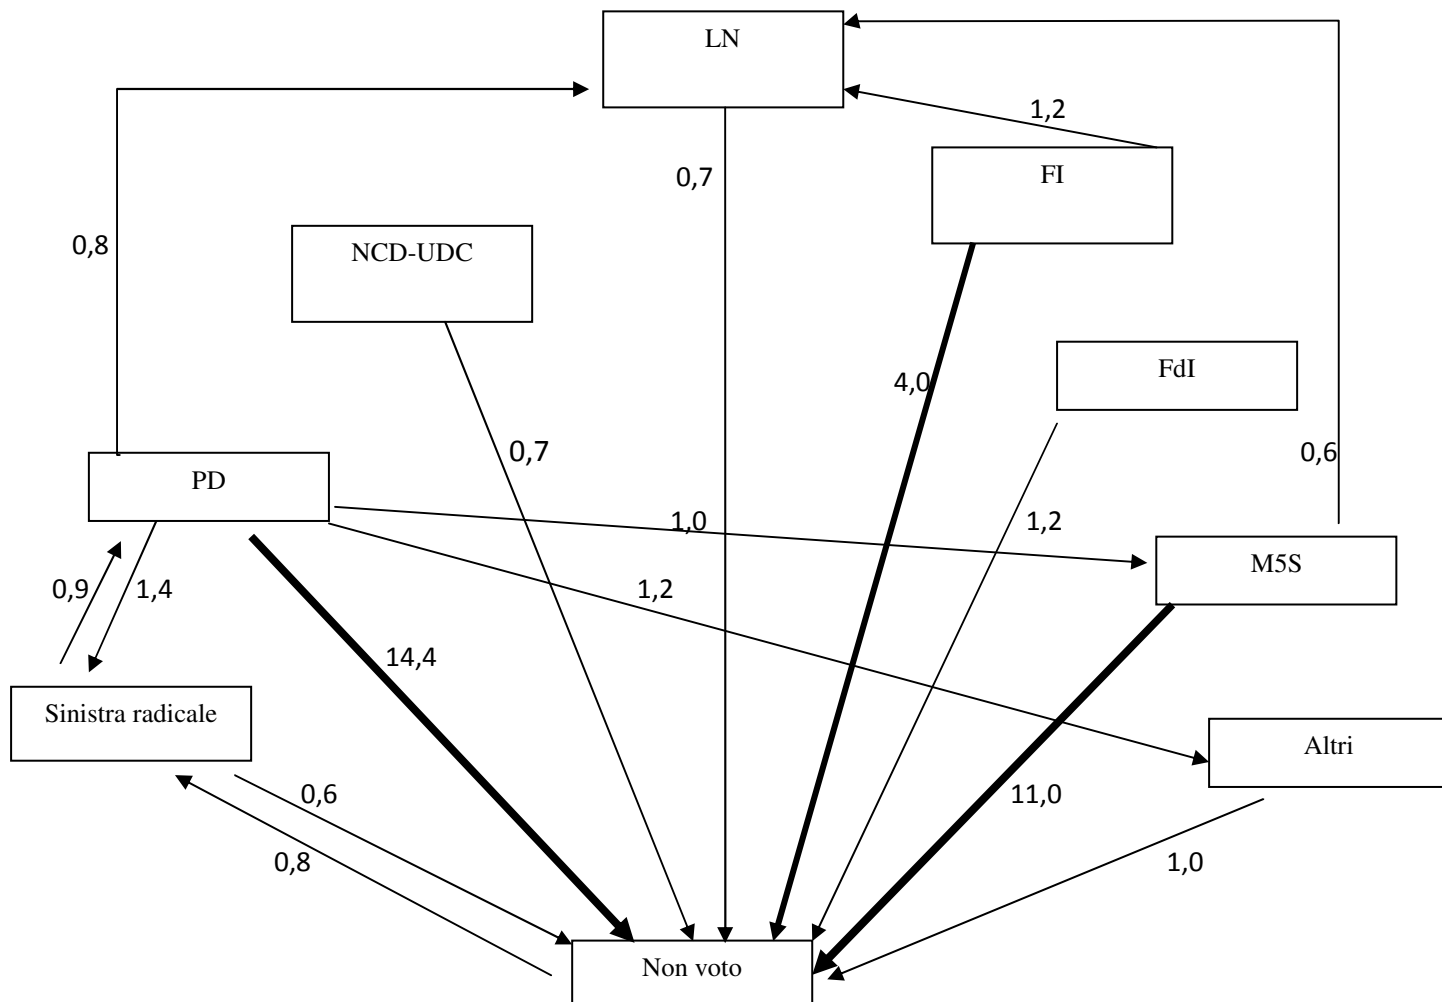 LN
1,2
FI
0,7
0,8
NCD-UDC
FdI
4,0
0,7
0,6
PD
1,0
1,2
M5S
0,9
1,4
1,2
14,4
Sinistra radicale
Altri
0,6
11,0
0,8
1,0
Non voto